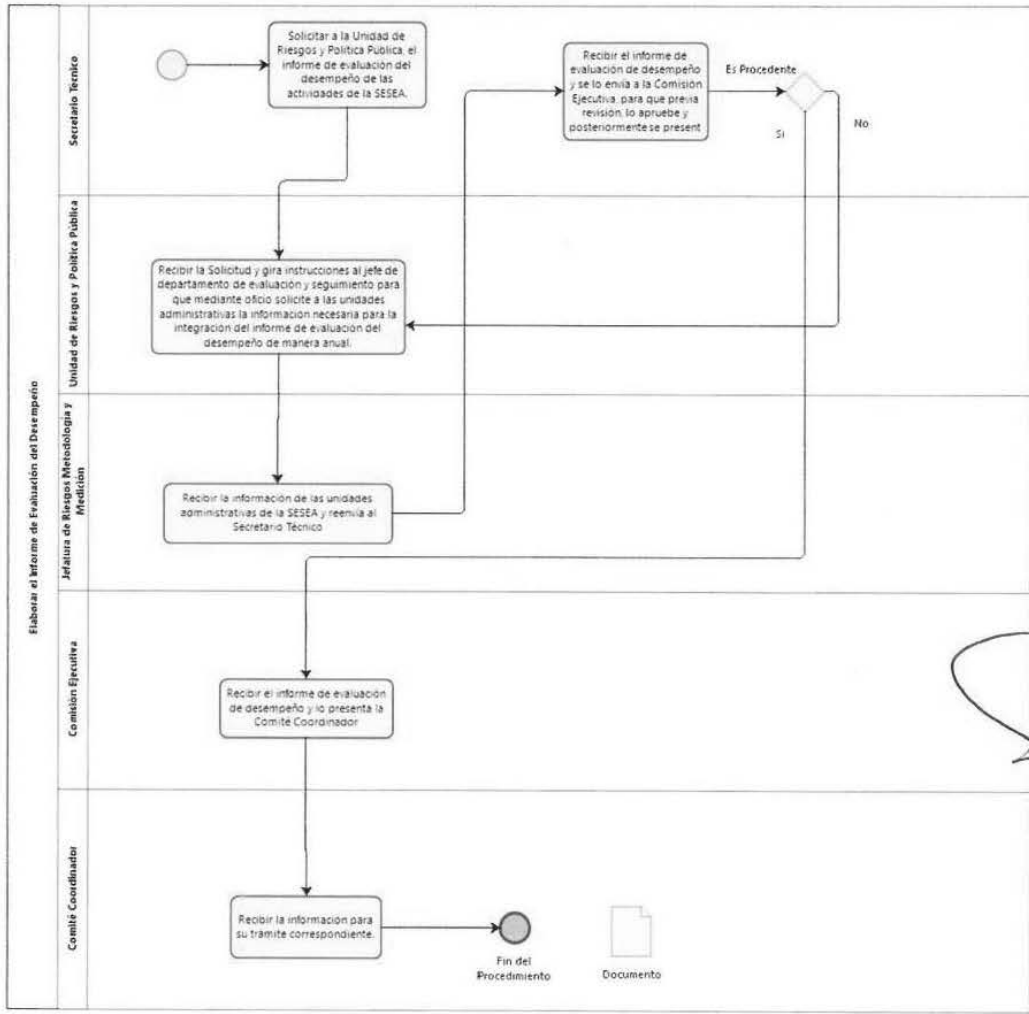 Elaborar el Informe de Evaluación del Desempeño
Secretario Técnico
Solicitar a la Unidad de
Riesgos y Política Pública, el
informe de evaluación del
desempeño de las
actividades de la SESEA.
Recibir el informe de
evaluación de desempeño
y se lo envía a la Comisión
Ejecutiva, para que previa
revisión, lo apruebe y
posteriormente se present
Es Procedente
Si
No
Unidad de Riesgos y Política Pública
Recibir la Solicitud y gira instrucciones al jefe de
departamento de evaluación y seguimiento para
que mediante oficio solicite a las unidades
administrativas la información necesaria para la
integración del informe de evaluación del
desempeño de manera anual.
Jefatura de Riesgos Metodología y
Medición
Recibir la información de las unidades
administrativas de la SESEA y reenvía al
Secretario Técnico
Comisión Ejecutiva
Recibir el informe de evaluación
de desempeño y lo presenta la
Comité Coordinador
Comité Coordinador
Recibir la información para
su tramite correspondiente.
Fin del
Procedimiento
Documento